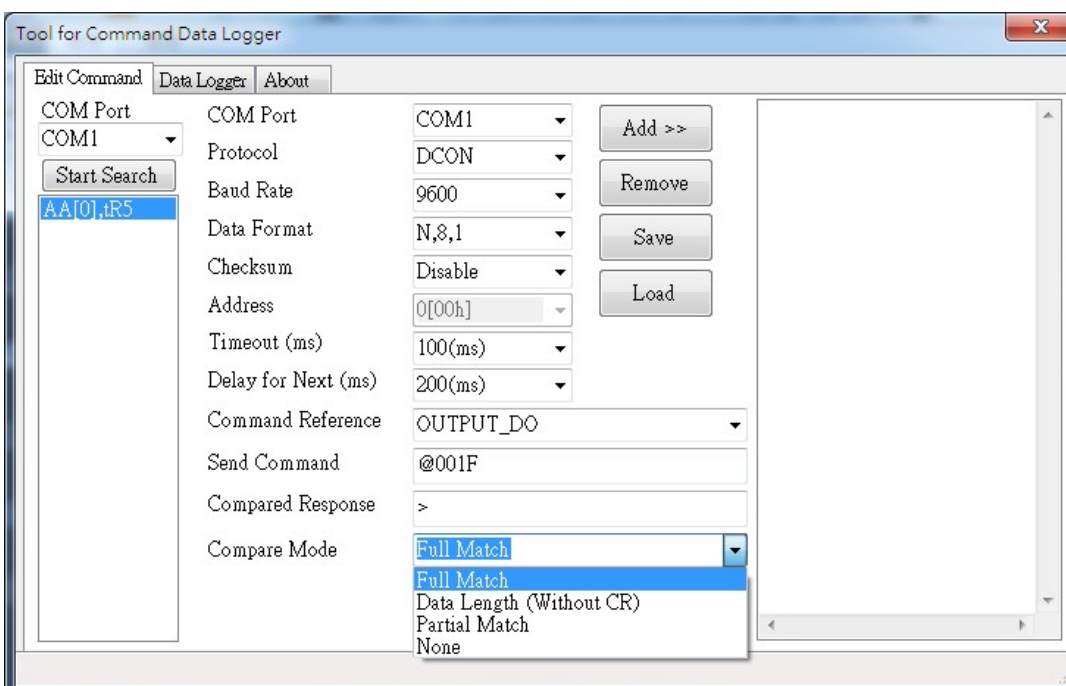 Tool for Command Data Logger
x
Edit Command Data Logger About
COM Port
COM1
Start Search
AA[0],tR5
COM Port COM1
Protocol DCON
Baud Rate 9600
Data Format N,8,1
Checksum Disable
Address 0[00h]
Timeout (ms) 100(ms)
Delay for Next (ms) 200(ms)
Command Reference OUTPUT_DO
Send Command @001F
Compared Response >
Compare Mode Full Match
Full Match
Data Length (Without CR)
Partial Match
None
Add >>
Remove
Save
Load